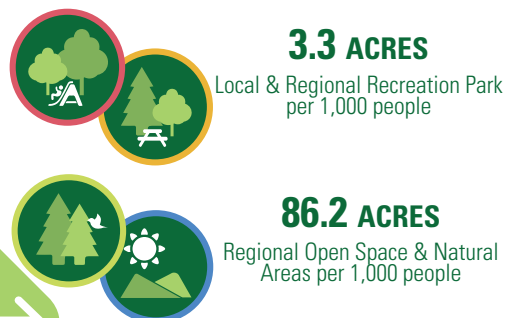 3.3 ACRES
Local & Regional Recreation Park
per 1,000 people
86.2 ACRES
Regional Open Space & Natural
Areas per 1,000 people